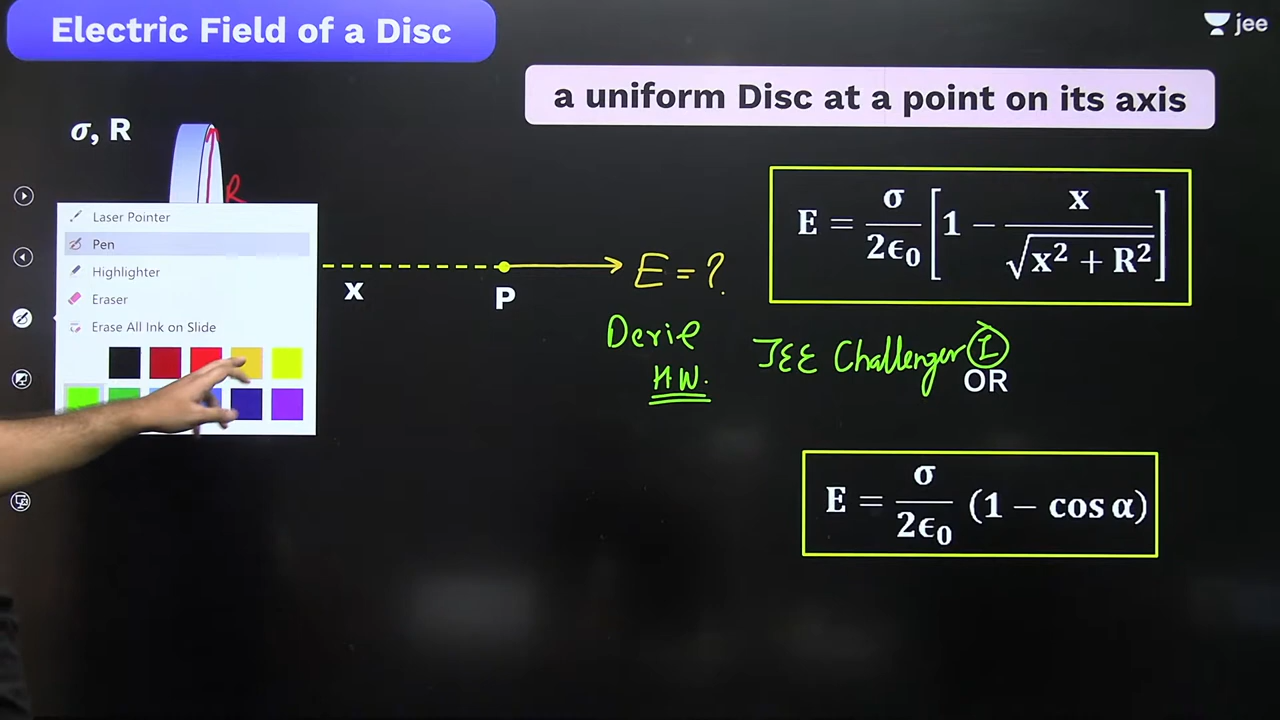 Electric Field of a Disc
jee
a uniform Disc at a point on its axis
σ, R
R
Laser Pointer
Pen
Highlighter
Eraser
Erase All Ink on Slide
x
P
E = ?
E = σ/2ϵ₀ [1 − x/√(x² + R²)]
Derie
HW.
JEE Challenger I
OR
E = σ/2ϵ₀ (1 − cos α)